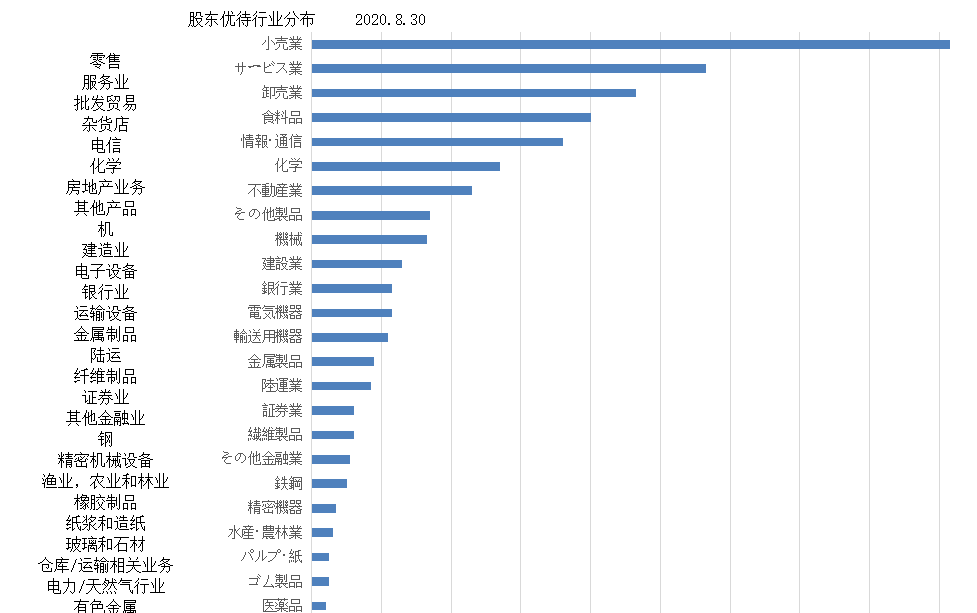 股东优待行业分布 2020.8.30
零售
服务业
批发贸易
杂货店
电信
化学
房地产业务
其他产品
机
建造业
电子设备
银行业
运输设备
金属制品
陆运
纤维制品
证券业
其他金融业
钢
精密机械设备
渔业，农业和林业
橡胶制品
纸浆和造纸
玻璃和石材
仓库/运输相关业务
电力/天然气行业
有色金属
小売業
サービス業
卸売業
食料品
情報･通信
化学
不動産業
その他製品
機械
建設業
銀行業
電気機器
輸送用機器
金属製品
陸運業
証券業
繊維製品
その他金融業
鉄鋼
精密機器
水産･農林業
パルプ･紙
ゴム製品
医薬品